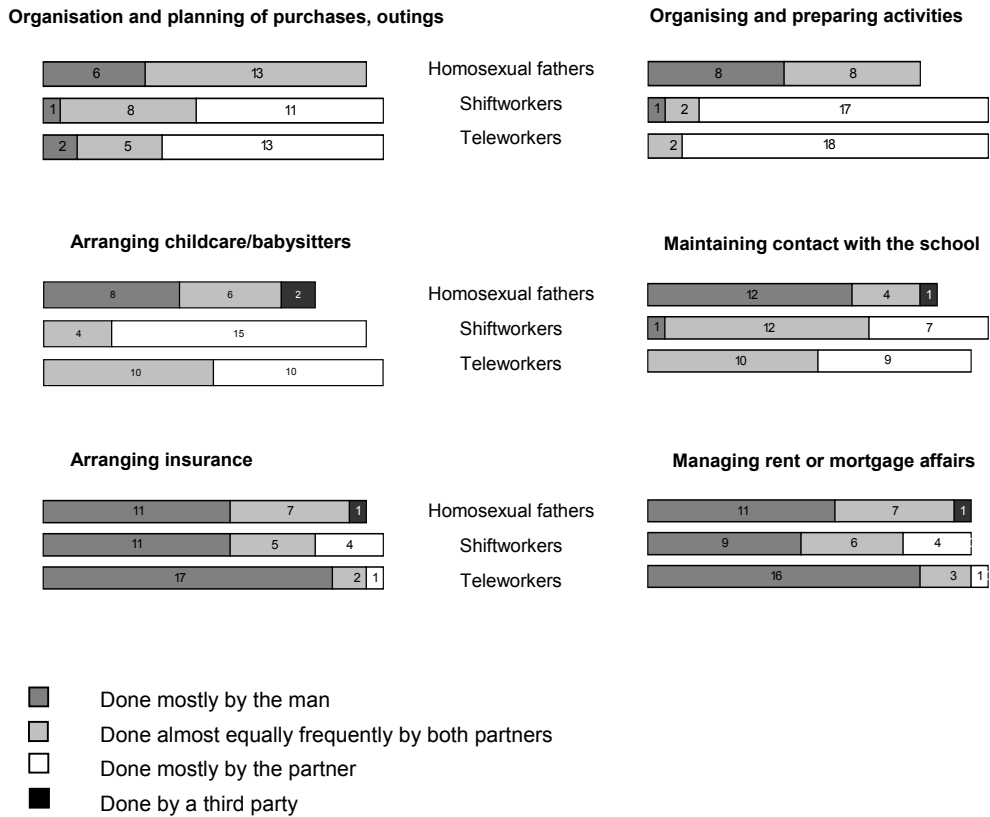 Organisation and planning of purchases, outings
Organising and preparing activities
6 13
Homosexual fathers
8 8
1 8 11
Shiftworkers
1 2 17
2 5 13
Teleworkers
2 18
Arranging childcare/babysitters
Maintaining contact with the school
8 6 2
Homosexual fathers
12 4 1
4 15
Shiftworkers
1 12 7
10 10
Teleworkers
10 9
Arranging insurance
Managing rent or mortgage affairs
11 7 1
Homosexual fathers
11 7 1
11 5 4
Shiftworkers
9 6 4
17 2 1
Teleworkers
16 3 1
Done mostly by the man
Done almost equally frequently by both partners
Done mostly by the partner
Done by a third party